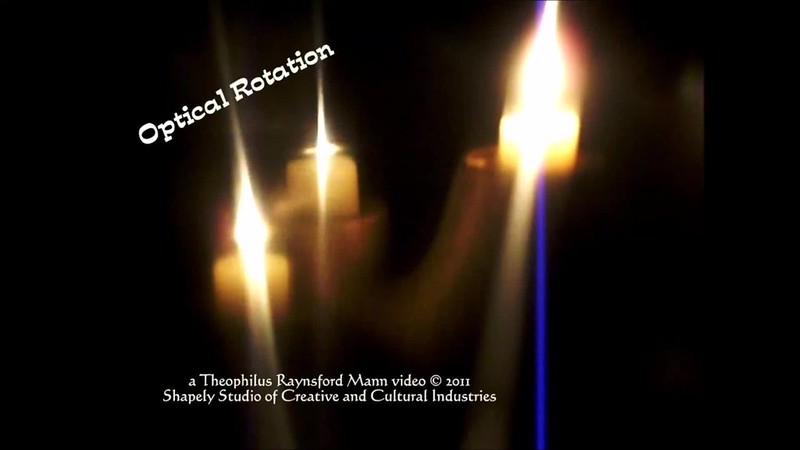 Optical Rotation
a Theophilus Raynsford Mann video © 2011
Shapely Studio of Creative and Cultural Industries